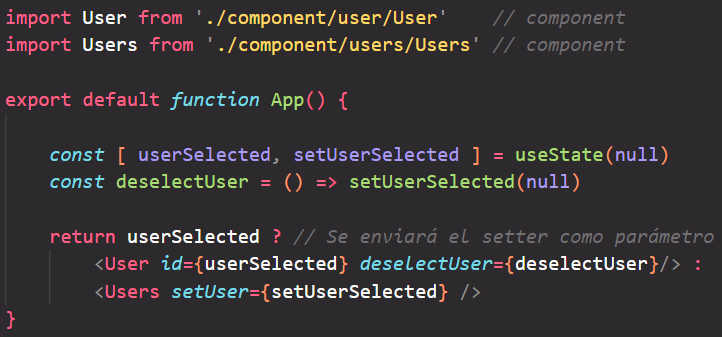 import User from './component/user/User'    // component
import Users from './component/users/Users' // component
export default function App() {
    const [ userSelected, setUserSelected ] = useState(null)
    const deselectUser = () => setUserSelected(null)
    return userSelected ? // Se enviará el setter como parámetro
        <User id={userSelected} deselectUser={deselectUser}/> :
        <Users setUser={setUserSelected} />
}